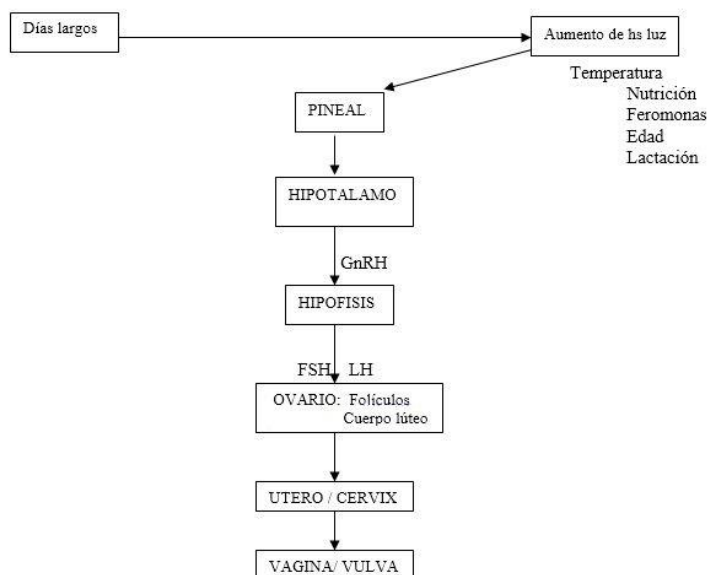 Días largos
Aumento de hs luz
Temperatura
Nutrición
Feromonas
Edad
Lactación
PINEAL
HIPOTALAMO
GnRH
HIPOFISIS
FSH LH
OVARIO: Folículos
Cuerpo lúteo
UTERO / CERVIX
VAGINA/ VULVA